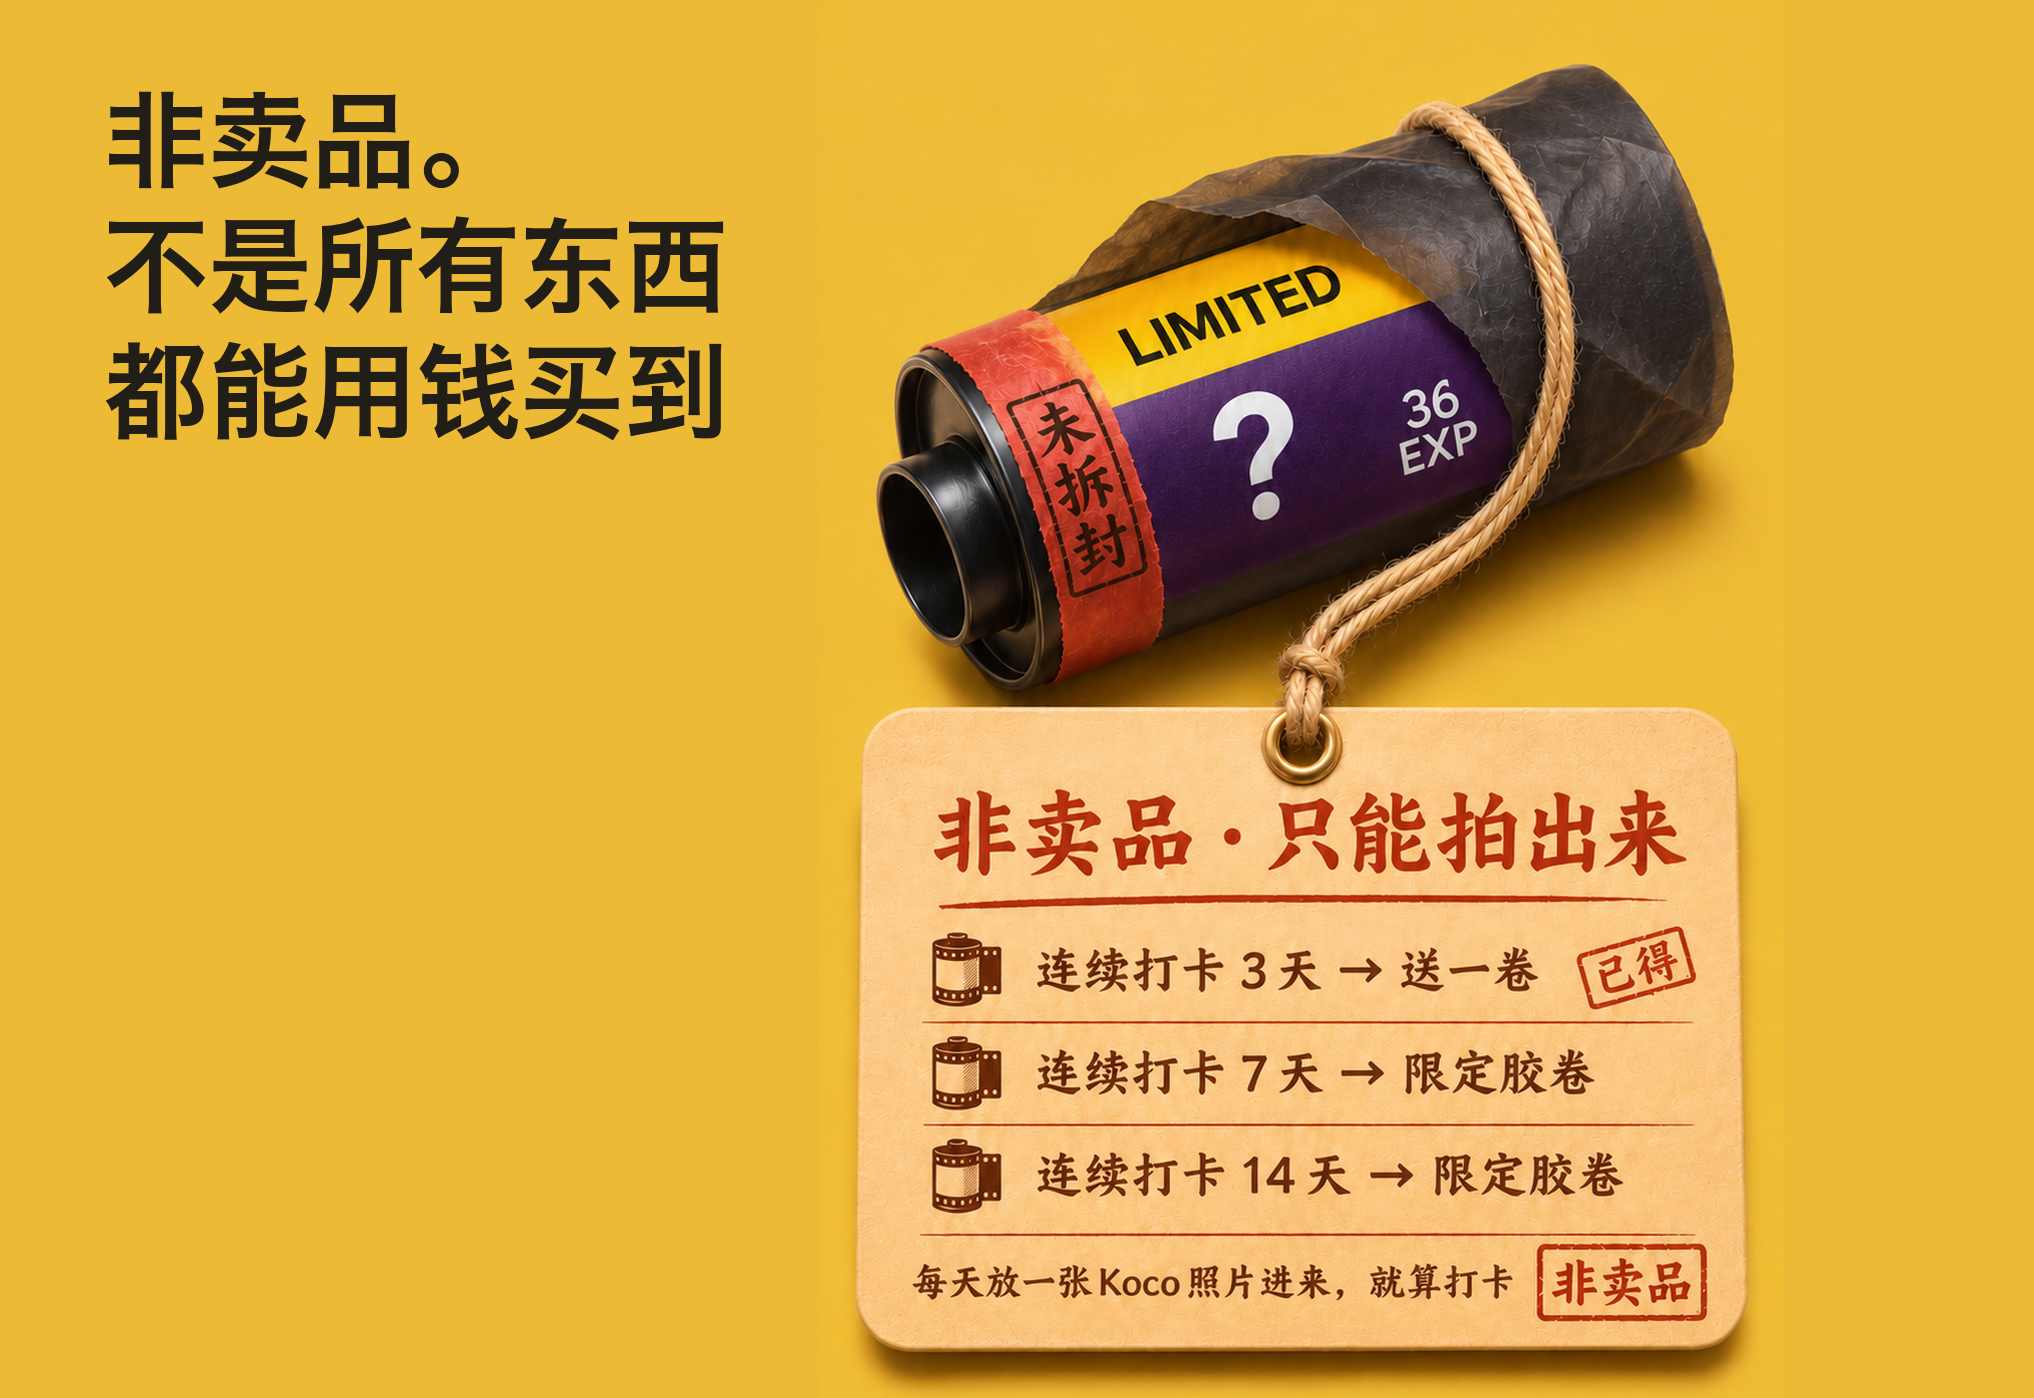 非卖品。
不是所有东西
都能用钱买到
LIMITED
?
36
EXP
未拆封
非卖品·只能拍出来
连续打卡 3 天 → 送一卷
已得
连续打卡 7 天 → 限定胶卷
连续打卡 14 天 → 限定胶卷
每天放一张 Koco 照片进来，就算打卡
非卖品